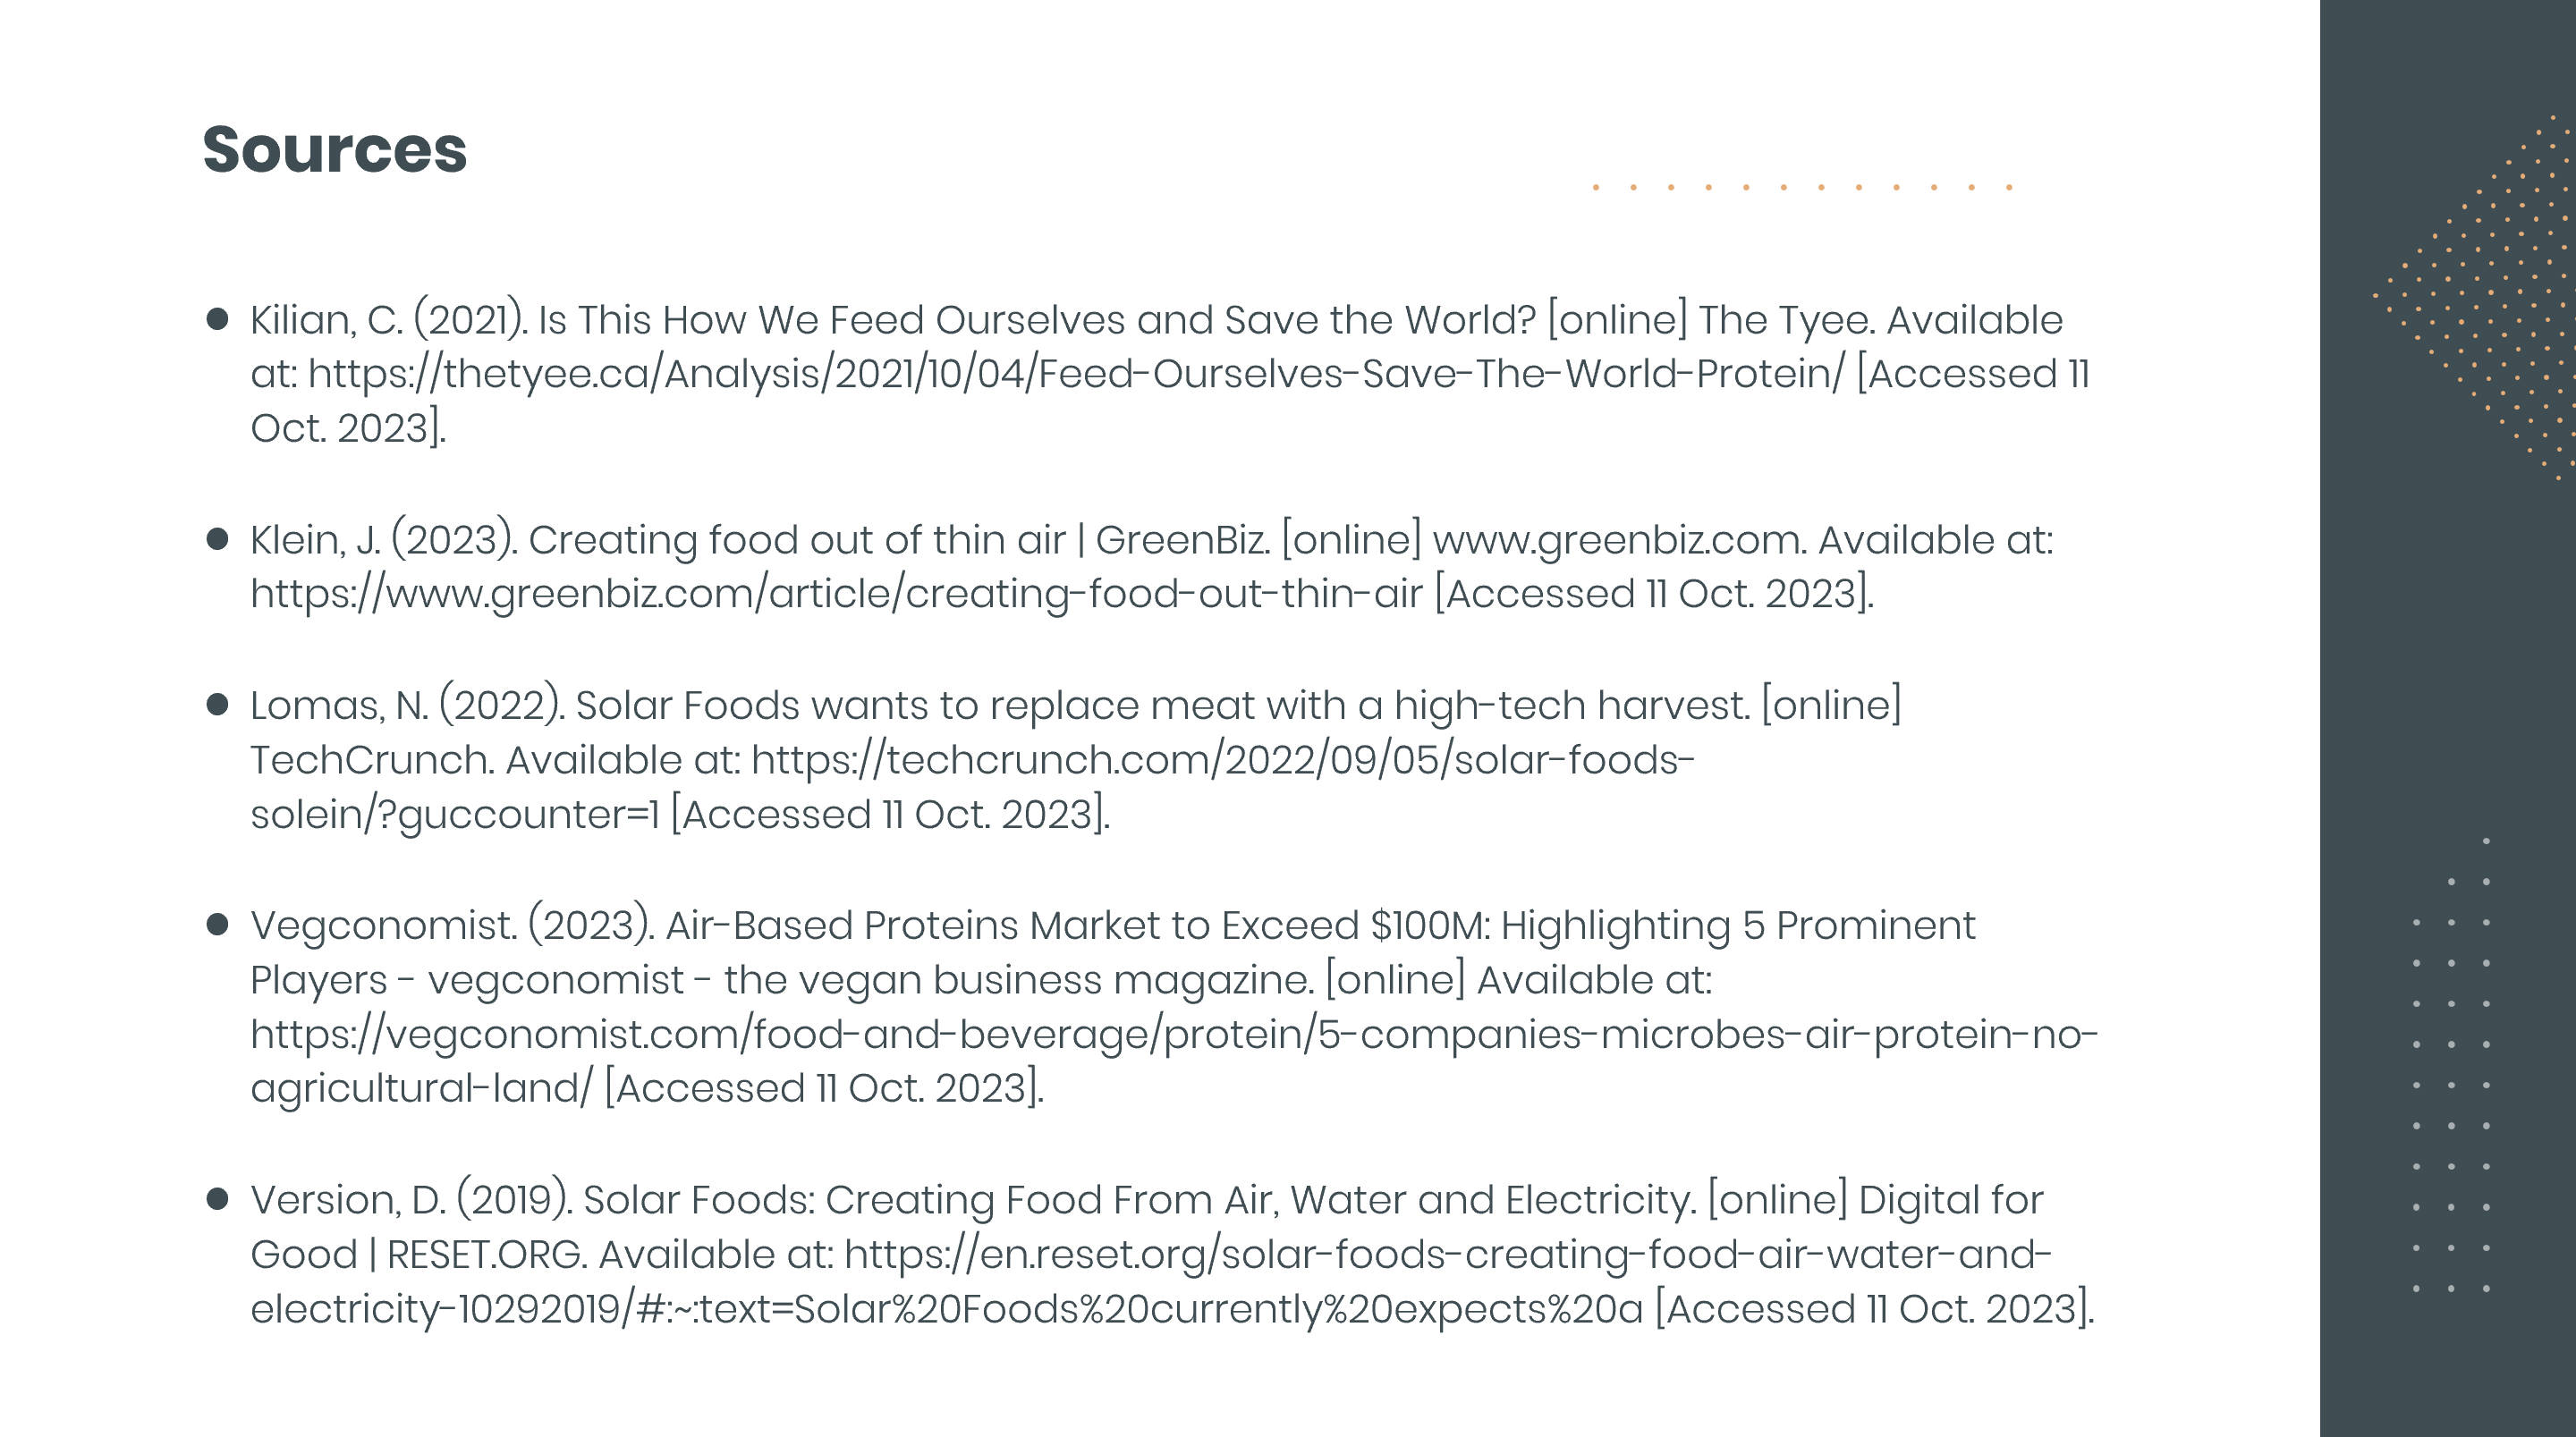 Sources
Kilian, C. (2021). Is This How We Feed Ourselves and Save the World? [online] The Tyee. Available
at: https://thetyee.ca/Analysis/2021/10/04/Feed-Ourselves-Save-The-World-Protein/ [Accessed 11
Oct. 2023].
Klein, J. (2023). Creating food out of thin air | GreenBiz. [online] www.greenbiz.com. Available at:
https://www.greenbiz.com/article/creating-food-out-thin-air [Accessed 11 Oct. 2023].
Lomas, N. (2022). Solar Foods wants to replace meat with a high-tech harvest. [online]
TechCrunch. Available at: https://techcrunch.com/2022/09/05/solar-foods-
solein/?guccounter=1 [Accessed 11 Oct. 2023].
Vegconomist. (2023). Air-Based Proteins Market to Exceed $100M: Highlighting 5 Prominent
Players - vegconomist - the vegan business magazine. [online] Available at:
https://vegconomist.com/food-and-beverage/protein/5-companies-microbes-air-protein-no-
agricultural-land/ [Accessed 11 Oct. 2023].
Version, D. (2019). Solar Foods: Creating Food From Air, Water and Electricity. [online] Digital for
Good | RESET.ORG. Available at: https://en.reset.org/solar-foods-creating-food-air-water-and-
electricity-10292019/#:~:text=Solar%20Foods%20currently%20expects%20a [Accessed 11 Oct. 2023].